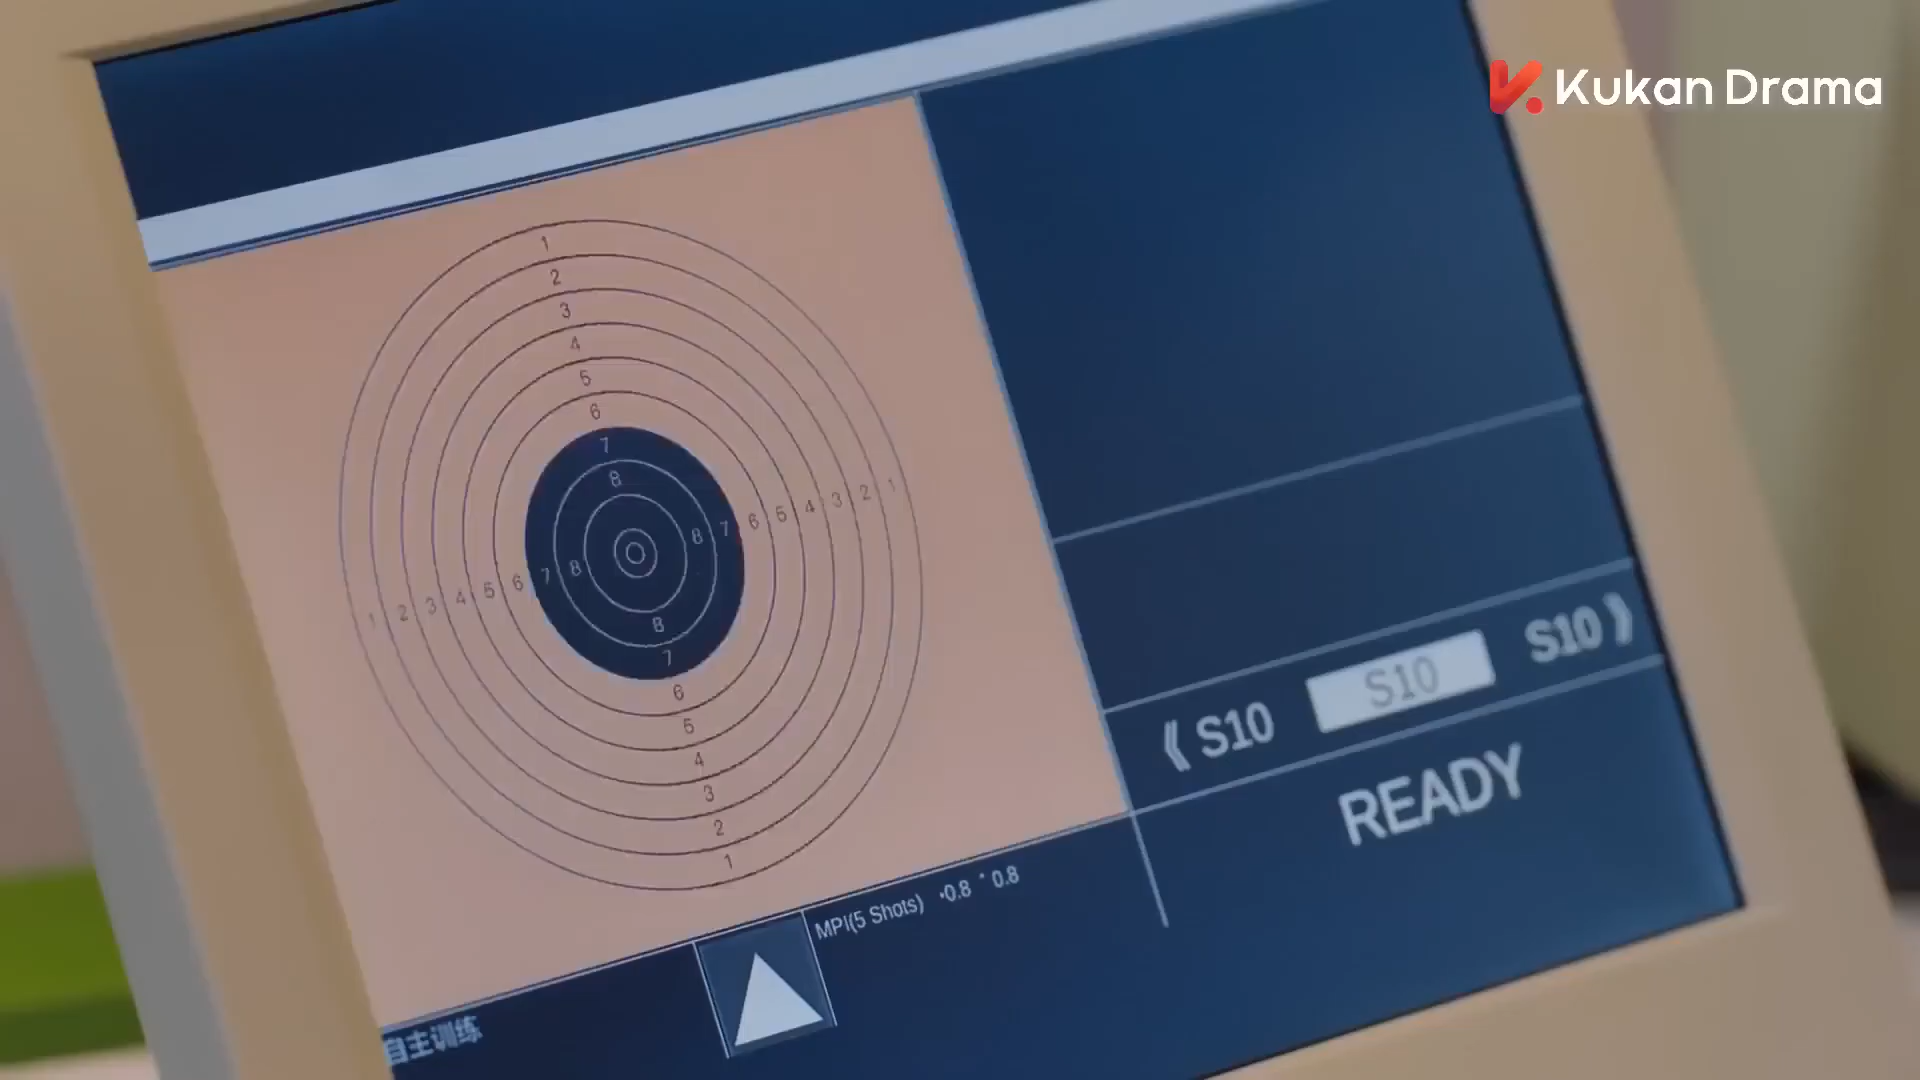 Kukan Drama
1
2
3
4
5
6
7
8
1 2 3 4 5 6 7 8 8 7 6 5 4 3 2 1
8
7
6
5
4
3
2
1
《 S10 S10 S10 》
READY
MPI(5 Shots) -0.8 * 0.8
自主训练